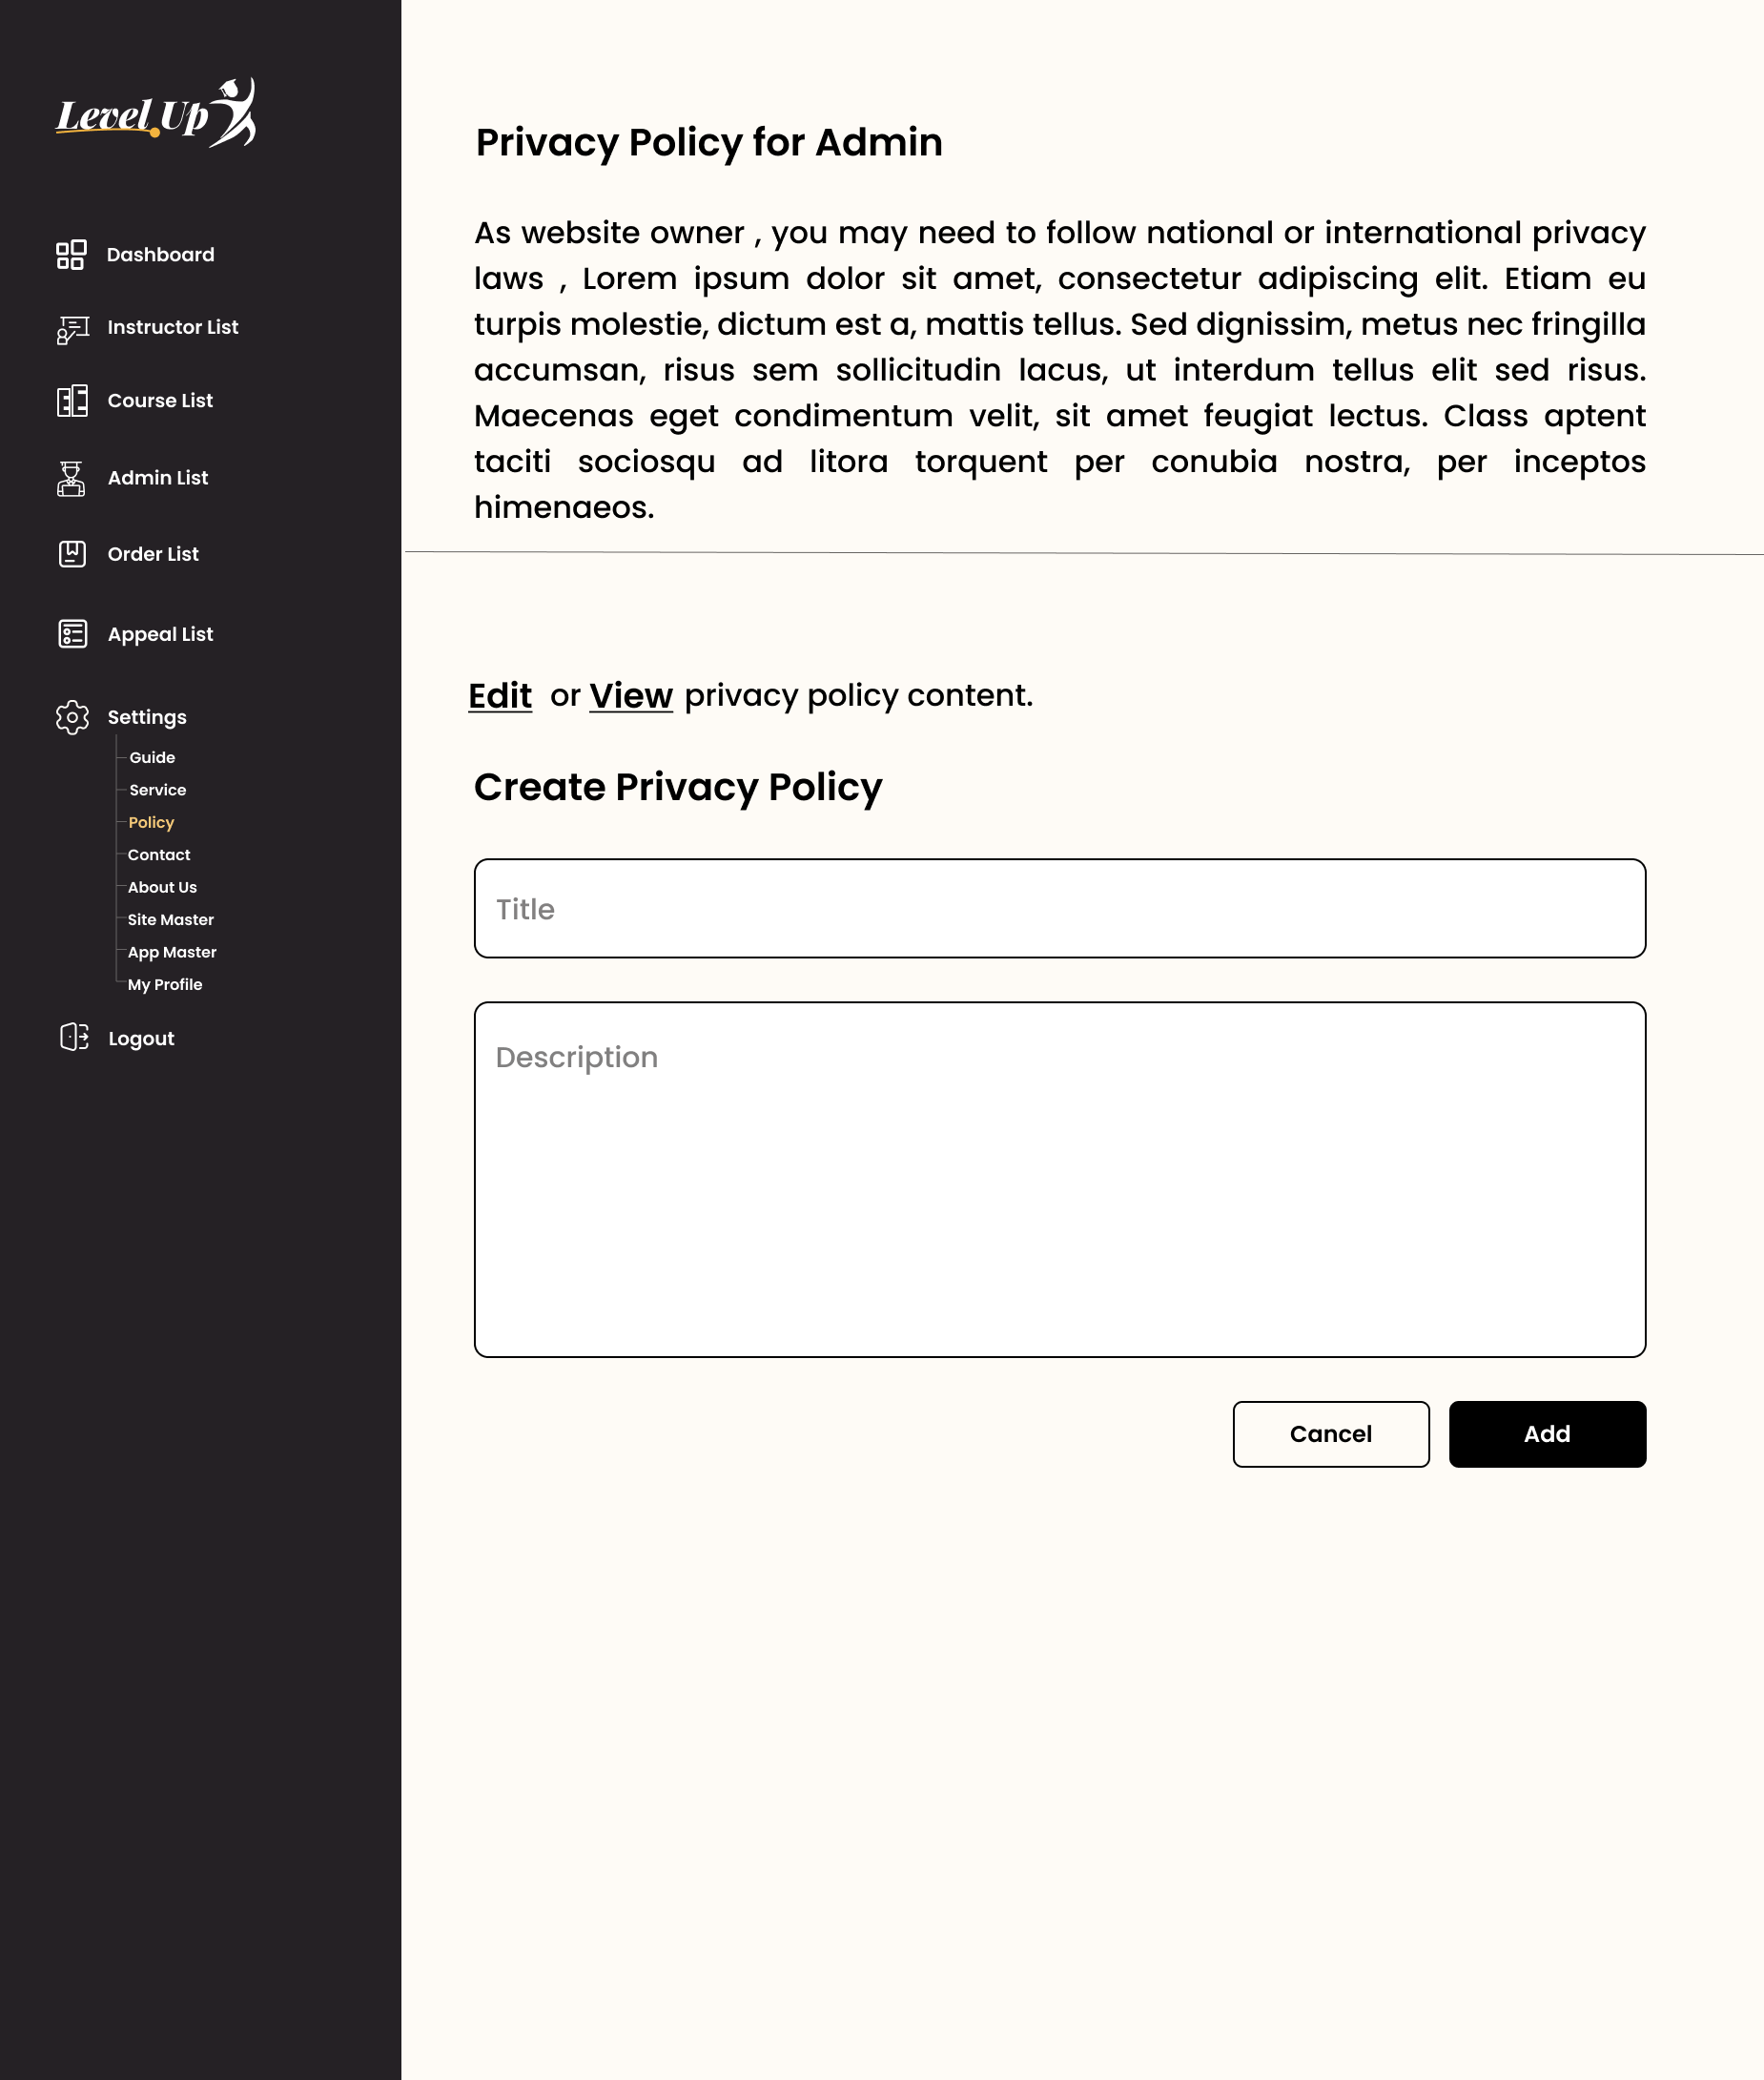 Level Up
Dashboard
Instructor List
Course List
Admin List
Order List
Appeal List
Settings
Guide
Service
Policy
Contact
About Us
Site Master
App Master
My Profile
Logout
Privacy Policy for Admin
As website owner , you may need to follow national or international privacy
laws , Lorem ipsum dolor sit amet, consectetur adipiscing elit. Etiam eu
turpis molestie, dictum est a, mattis tellus. Sed dignissim, metus nec fringilla
accumsan, risus sem sollicitudin lacus, ut interdum tellus elit sed risus.
Maecenas eget condimentum velit, sit amet feugiat lectus. Class aptent
taciti sociosqu ad litora torquent per conubia nostra, per inceptos
himenaeos.
Edit or View privacy policy content.
Create Privacy Policy
Title
Description
Cancel
Add